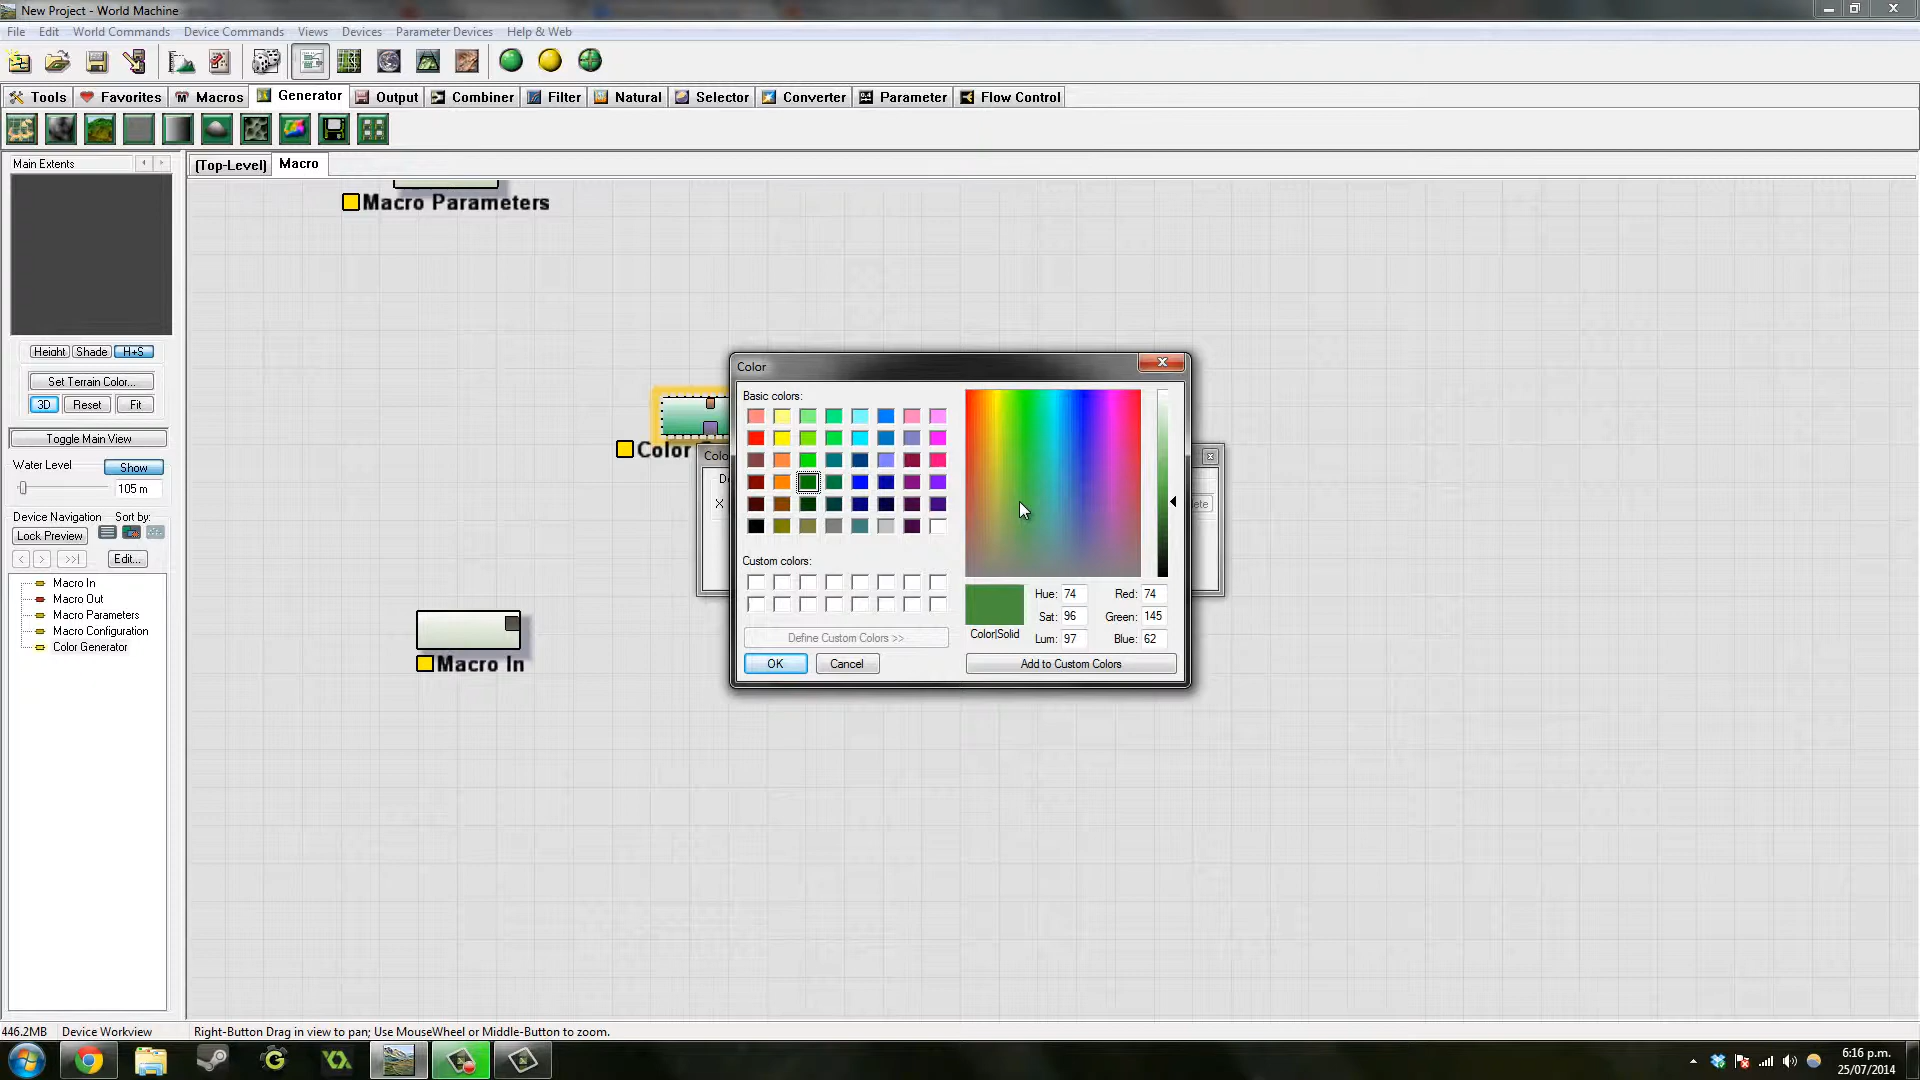 New Project - World Machine
File Edit World Commands Device Commands Views Devices Parameter Devices Help & Web
Tools Favorites Macros Generator Output Combiner Filter Natural Selector Converter Parameter Flow Control
Main Extents
[Top-Level] Macro
Macro Parameters
Height Shade H+S
Set Terrain Color...
3D Reset Fit
Toggle Main View
Water Level Show
105 m
Device Navigation Sort by:
Lock Preview
Edit...
Macro In
Macro Out
Macro Parameters
Macro Configuration
Color Generator
Color
Macro In
Color
Basic colors:
Custom colors:
Define Custom Colors >>
OK Cancel
Color|Solid
Hue: 74 Red: 74
Sat: 96 Green: 145
Lum: 97 Blue: 62
Add to Custom Colors
446.2MB Device Workview Right-Button Drag in view to pan; Use MouseWheel or Middle-Button to zoom.
6:16 p.m.
25/07/2014